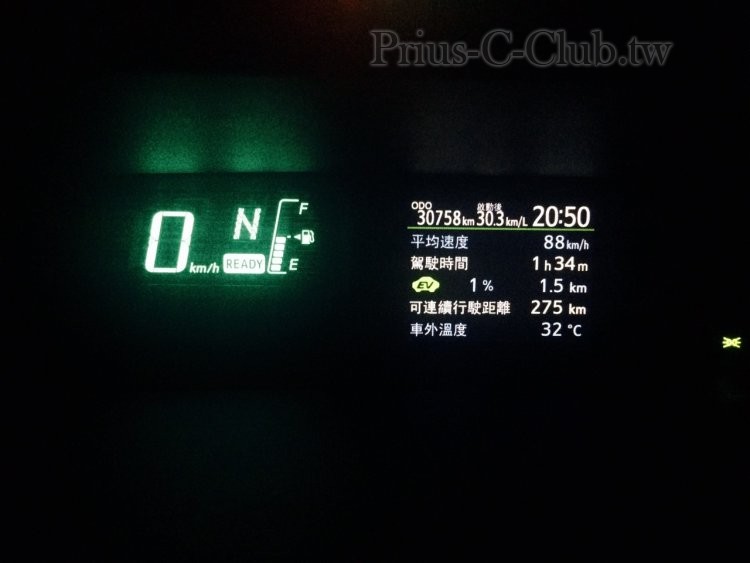 Prius-C-Club.tw
0 km/h
N
READY
F
E
ODO 30758 km 啟動後 30.3 km/L 20:50
平均速度 88 km/h
駕駛時間 1 h 34 m
EV 1 % 1.5 km
可連續行駛距離 275 km
車外溫度 32 °C